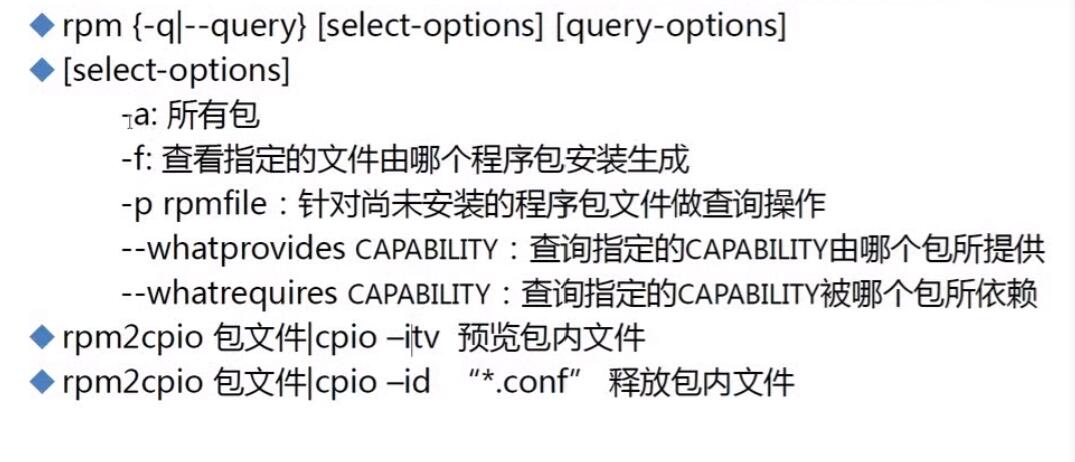 rpm {-q|--query} [select-options] [query-options]
[select-options]
-a: 所有包
-f: 查看指定的文件由哪个程序包安装生成
-p rpmfile：针对尚未安装的程序包文件做查询操作
--whatprovides CAPABILITY：查询指定的CAPABILITY由哪个包所提供
--whatrequires CAPABILITY：查询指定的CAPABILITY被哪个包所依赖
rpm2cpio 包文件|cpio –itv 预览包内文件
rpm2cpio 包文件|cpio –id “*.conf” 释放包内文件